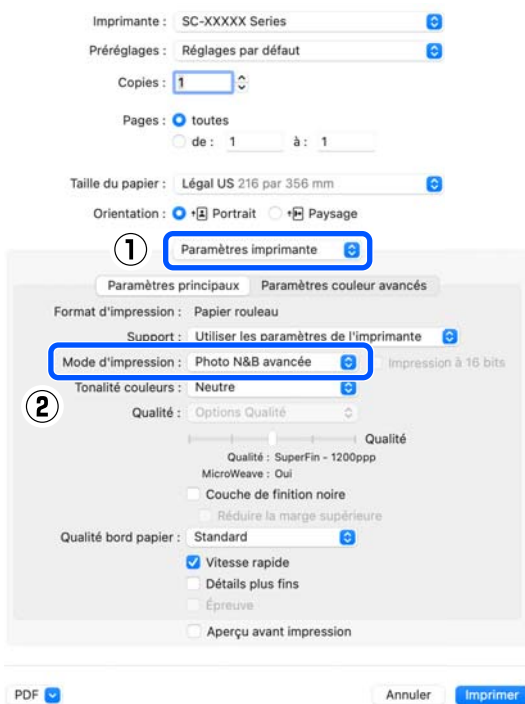 Imprimante : SC-XXXXX Series
Préréglages : Réglages par défaut
Copies : 1
Pages : toutes
de : 1 à : 1
Taille du papier : Légal US 216 par 356 mm
Orientation : Portrait Paysage
① Paramètres imprimante
Paramètres principaux Paramètres couleur avancés
Format d'impression : Papier rouleau
Support : Utiliser les paramètres de l'imprimante
Mode d'impression : Photo N&B avancée Impression à 16 bits
② Tonalité couleurs : Neutre
Qualité : Options Qualité
Qualité
Qualité : SuperFin - 1200ppp
MicroWeave : Oui
Couche de finition noire
Réduire la marge supérieure
Qualité bord papier : Standard
Vitesse rapide
Détails plus fins
Épreuve
Aperçu avant impression
PDF Annuler Imprimer